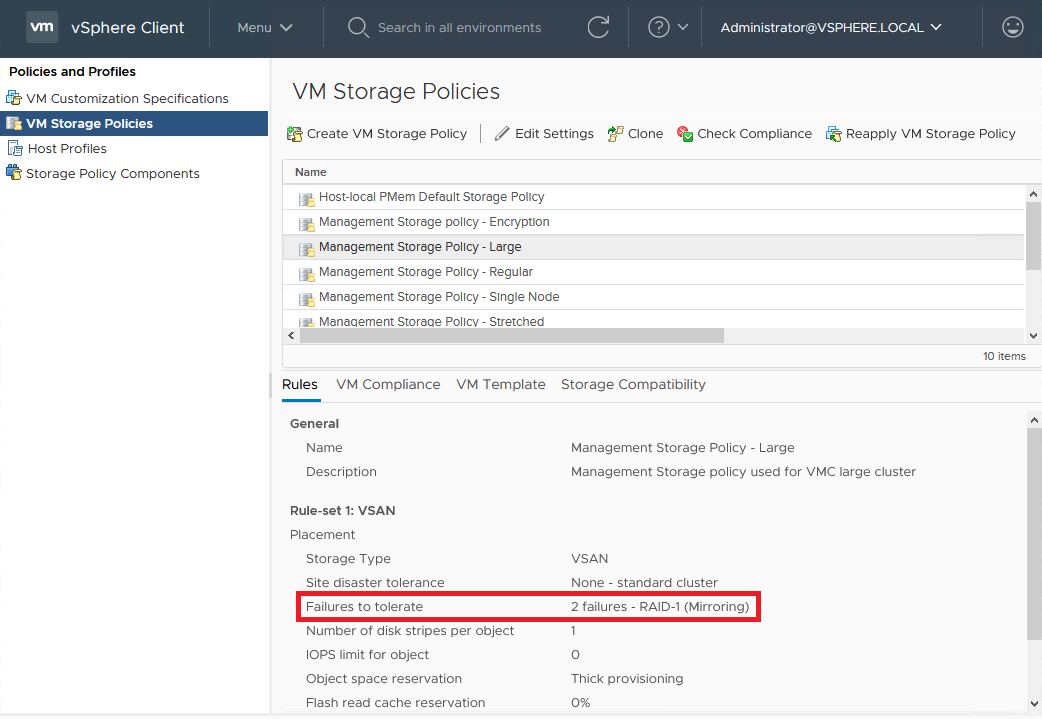 vm vSphere Client Menu Search in all environments ? Administrator@VSPHERE.LOCAL
Policies and Profiles
VM Customization Specifications
VM Storage Policies
Host Profiles
Storage Policy Components
VM Storage Policies
Create VM Storage Policy Edit Settings Clone Check Compliance Reapply VM Storage Policy
Name
Host-local PMem Default Storage Policy
Management Storage policy - Encryption
Management Storage Policy - Large
Management Storage Policy - Regular
Management Storage Policy - Single Node
Management Storage Policy - Stretched
10 items
Rules VM Compliance VM Template Storage Compatibility
General
Name Management Storage Policy - Large
Description Management Storage policy used for VMC large cluster
Rule-set 1: VSAN
Placement
Storage Type VSAN
Site disaster tolerance None - standard cluster
Failures to tolerate 2 failures - RAID-1 (Mirroring)
Number of disk stripes per object 1
IOPS limit for object 0
Object space reservation Thick provisioning
Flash read cache reservation 0%